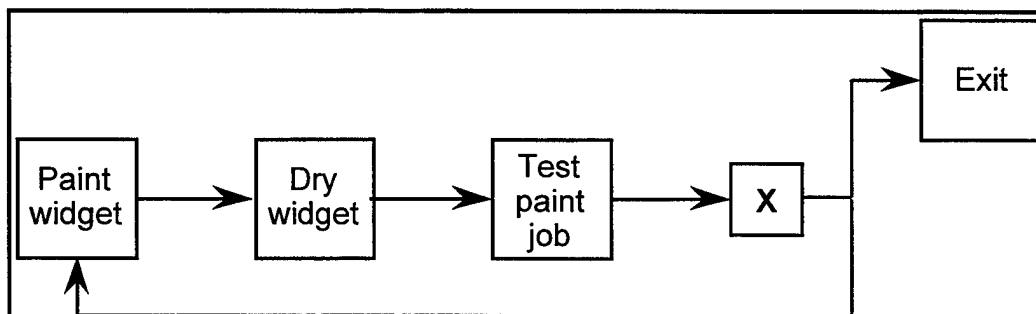 Paint
widget
Dry
widget
Test
paint
job
X
Exit